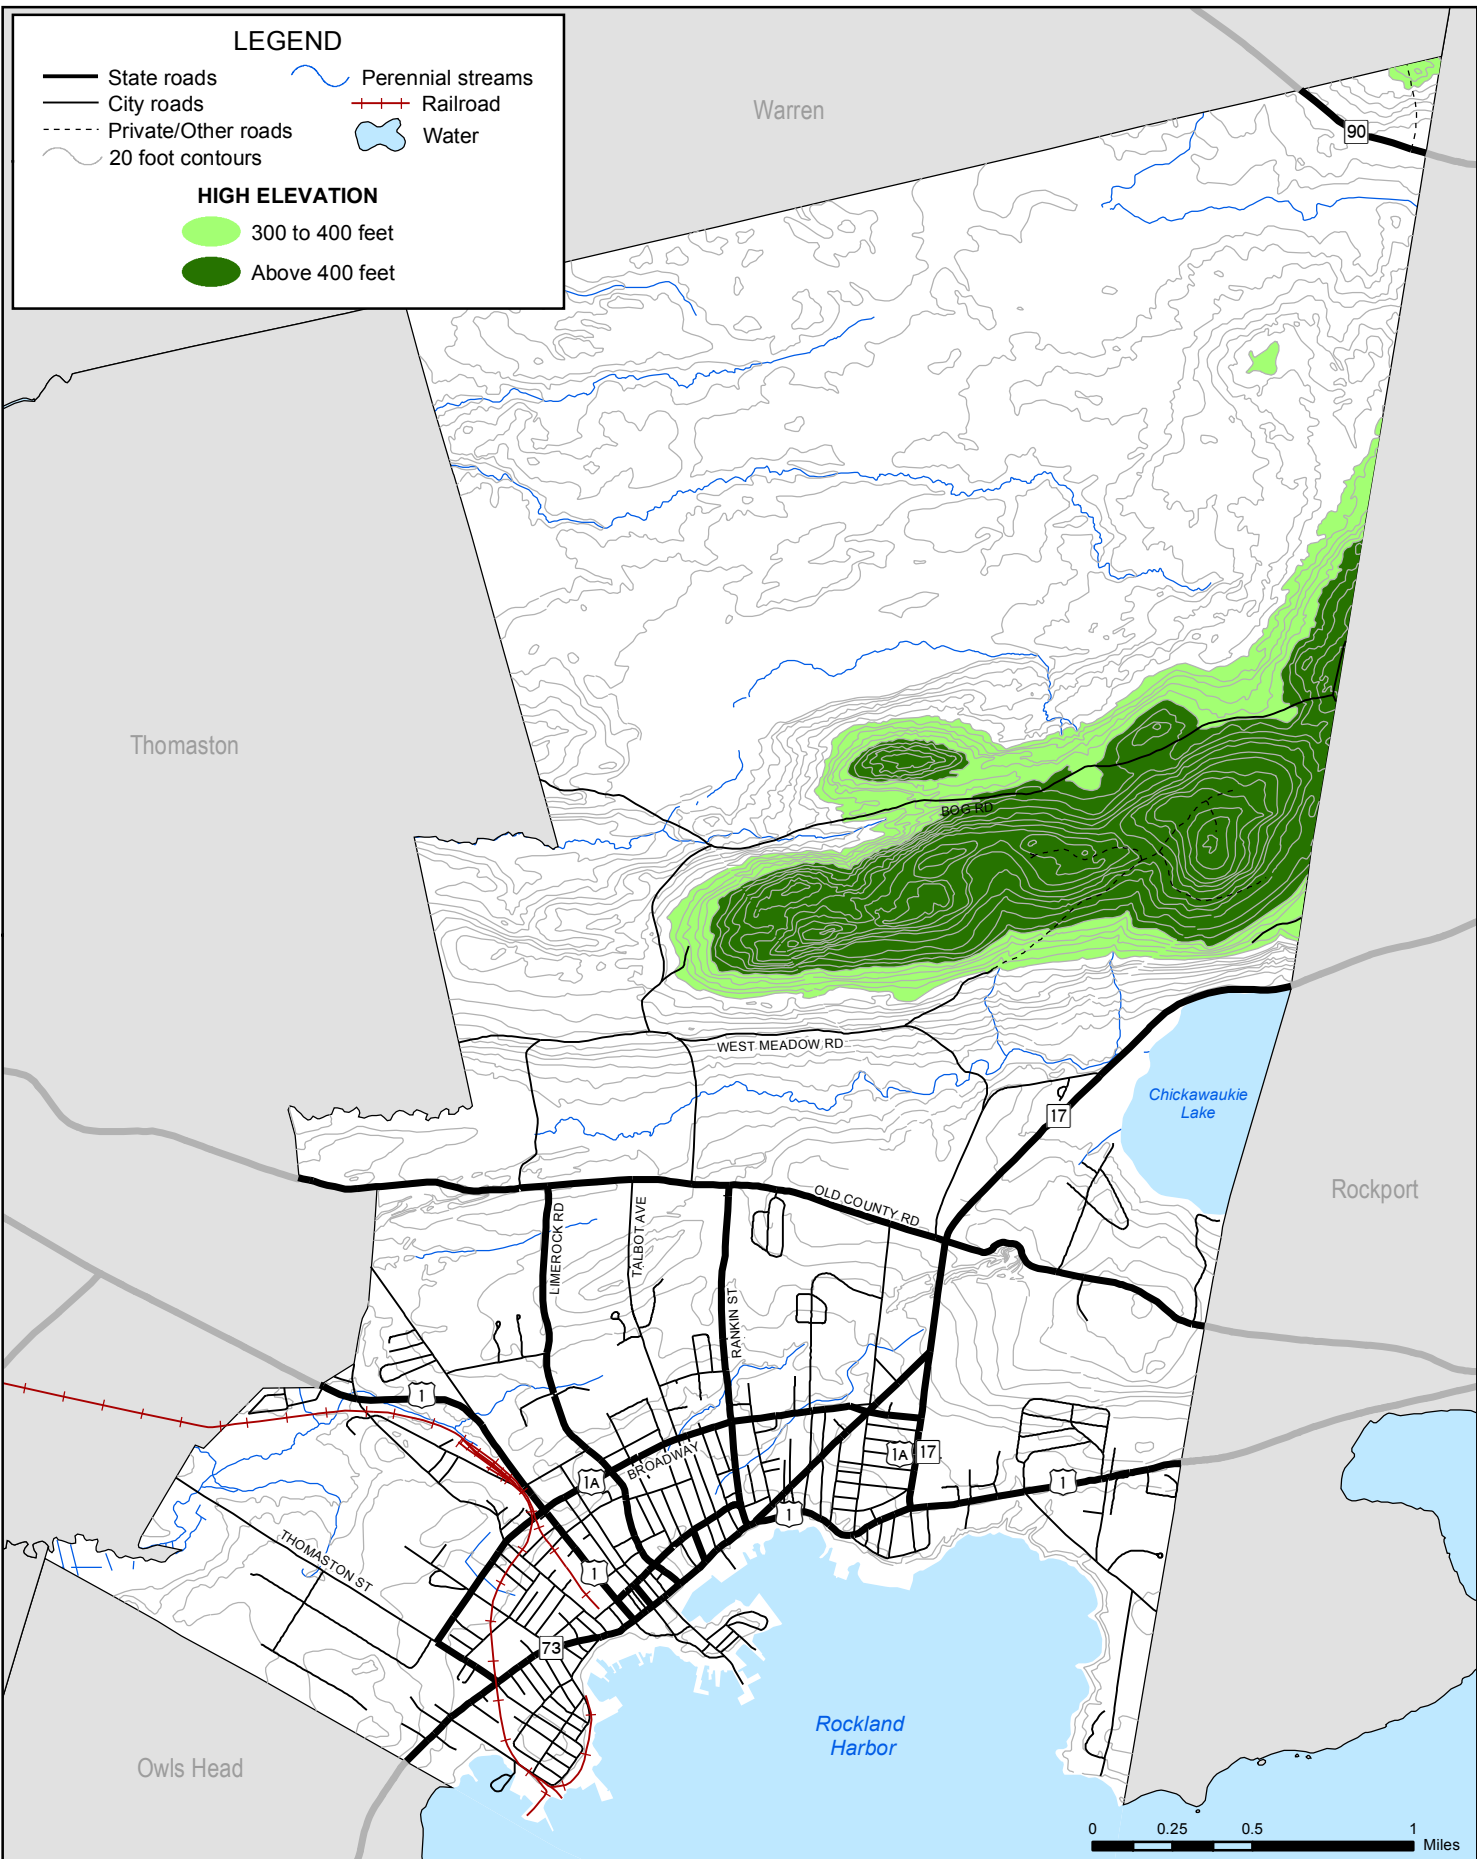 LEGEND
State roads
Perennial streams
City roads
Railroad
Private/Other roads
Water
20 foot contours
HIGH ELEVATION
300 to 400 feet
Above 400 feet
Warren
90
Thomaston
BOG RD
WEST MEADOW RD
Chickawaukie
Lake
17
Rockport
OLD COUNTY RD
LIMEROCK RD
TALBOT AVE
RANKIN ST
1
BROADWAY
1A
1A
17
1
1
THOMASTON ST
1
73
Rockland
Harbor
Owls Head
0 0.25 0.5 1
Miles